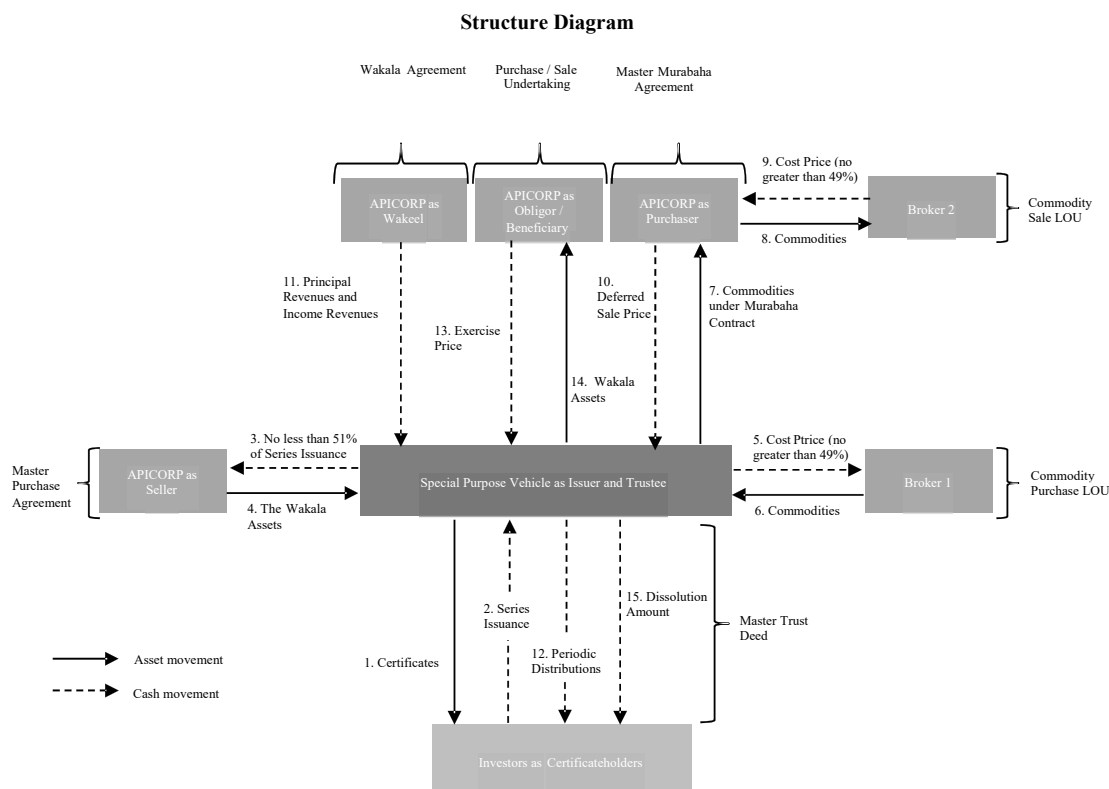 Structure Diagram
Wakala Agreement
Purchase / Sale
Undertaking
Master Murabaha
Agreement
APICORP as
Wakeel
APICORP as
Obligor /
Beneficiary
APICORP as
Purchaser
9. Cost Price (no
greater than 49%)
8. Commodities
Broker 2
Commodity
Sale LOU
11. Principal
Revenues and
Income Revenues
13. Exercise
Price
14. Wakala
Assets
10.
Deferred
Sale Price
7. Commodities
under Murabaha
Contract
Master
Purchase
Agreement
APICORP as
Seller
3. No less than 51%
of Series Issuance
4. The Wakala
Assets
Special Purpose Vehicle as Issuer and Trustee
5. Cost Ptrice (no
greater than 49%)
6. Commodities
Broker 1
Commodity
Purchase LOU
1. Certificates
2. Series
Issuance
12. Periodic
Distributions
15. Dissolution
Amount
Master Trust
Deed
Asset movement
Cash movement
Investors as Certificateholders